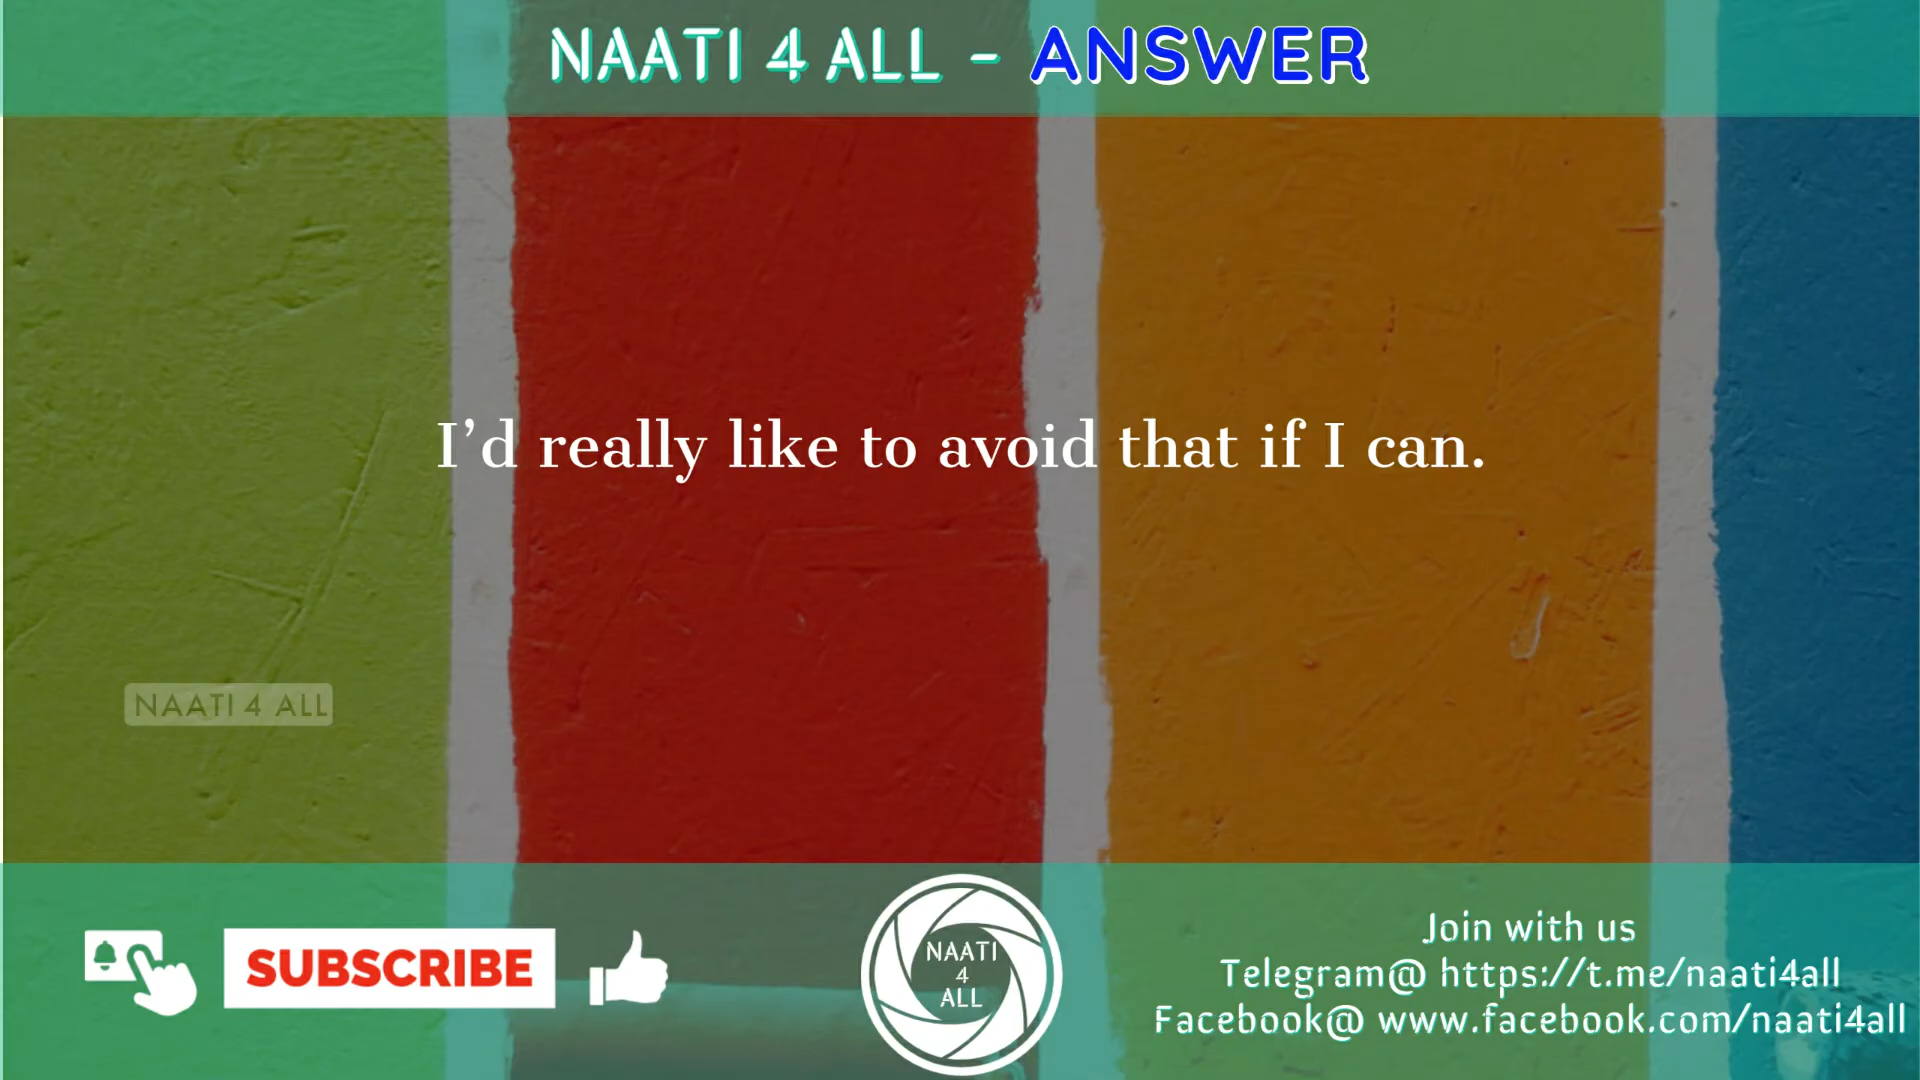 NAATI 4 ALL - ANSWER
I’d really like to avoid that if I can.
NAATI 4 ALL
SUBSCRIBE
NAATI
4
ALL
Join with us
Telegram@ https://t.me/naati4all
Facebook@ www.facebook.com/naati4all